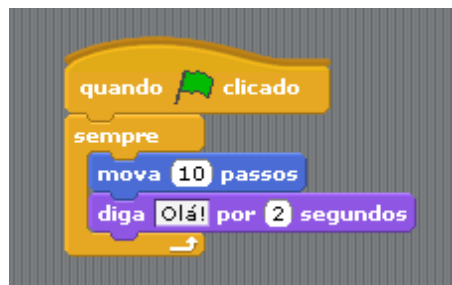 quando clicado
sempre
mova 10 passos
diga Olá! por 2 segundos